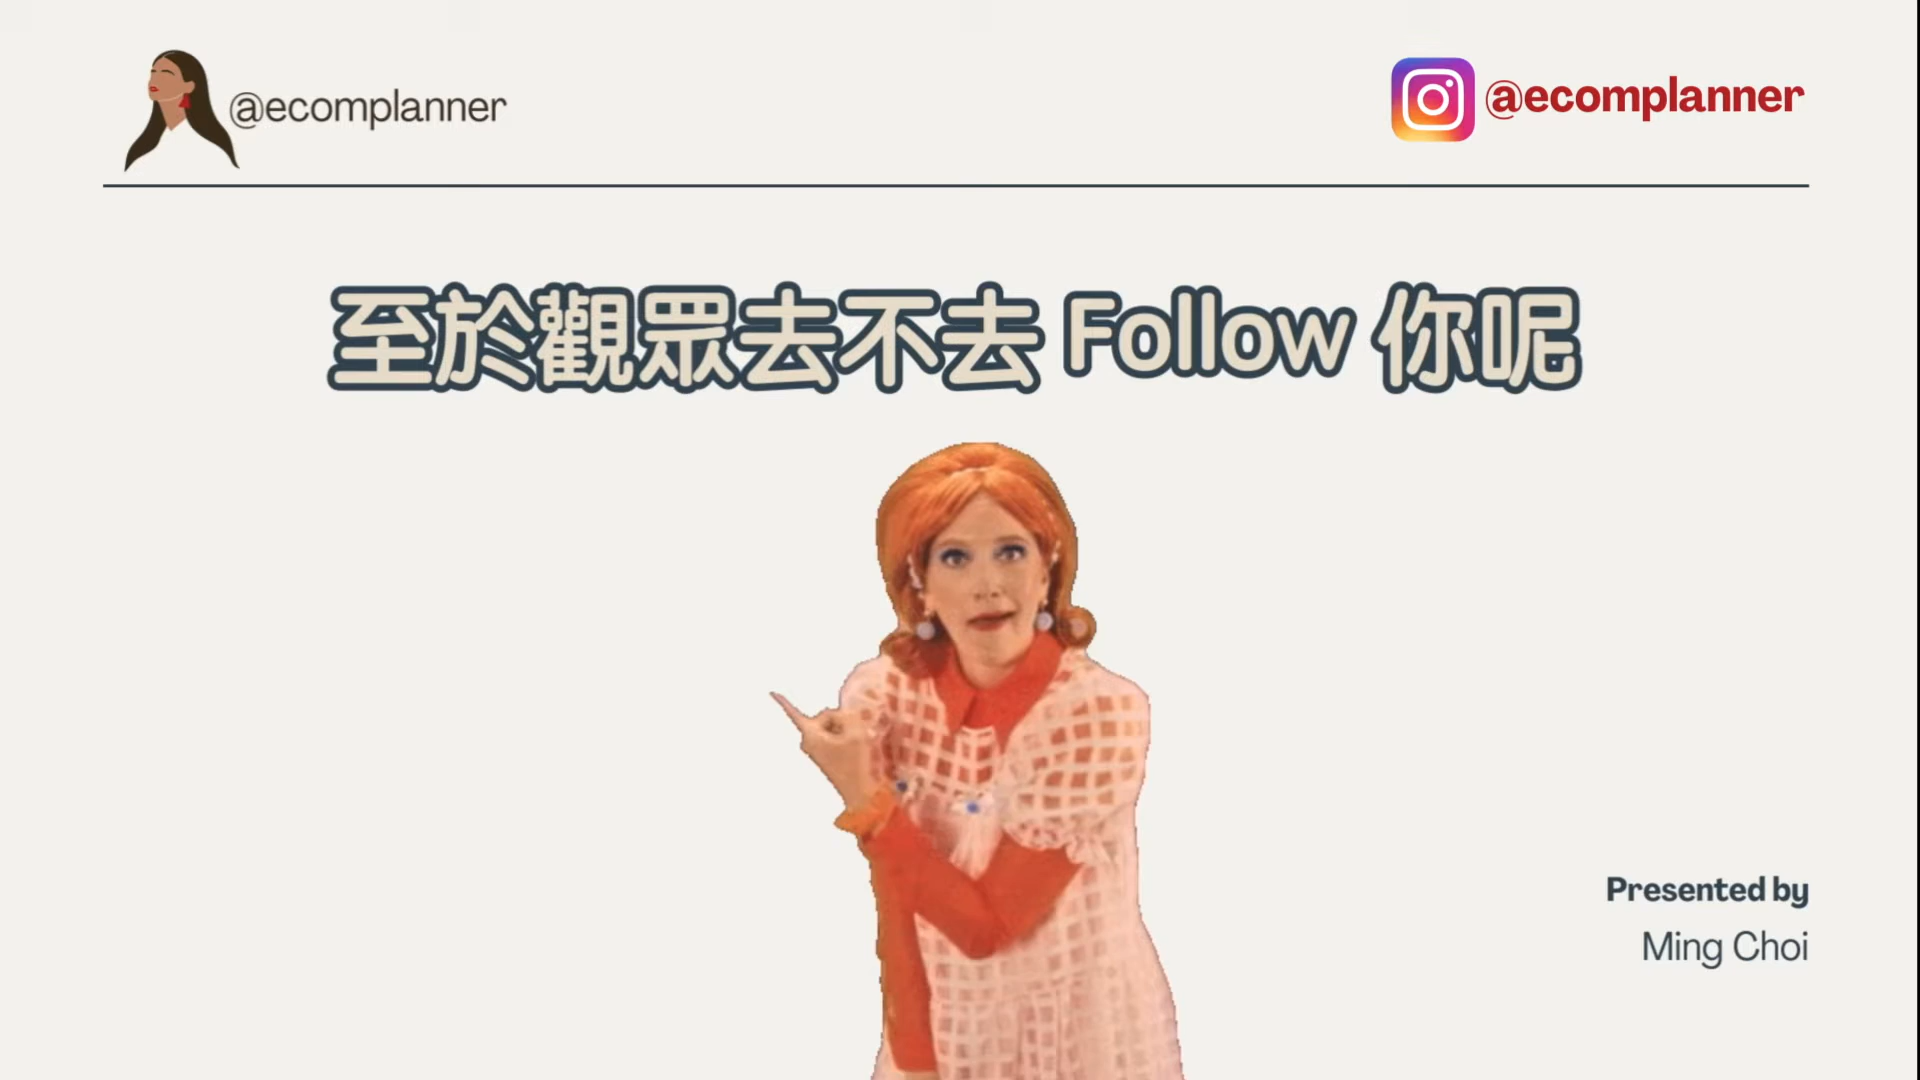 @ecomplanner
@ecomplanner
至於觀眾去不去 Follow 你呢
Presented by
Ming Choi